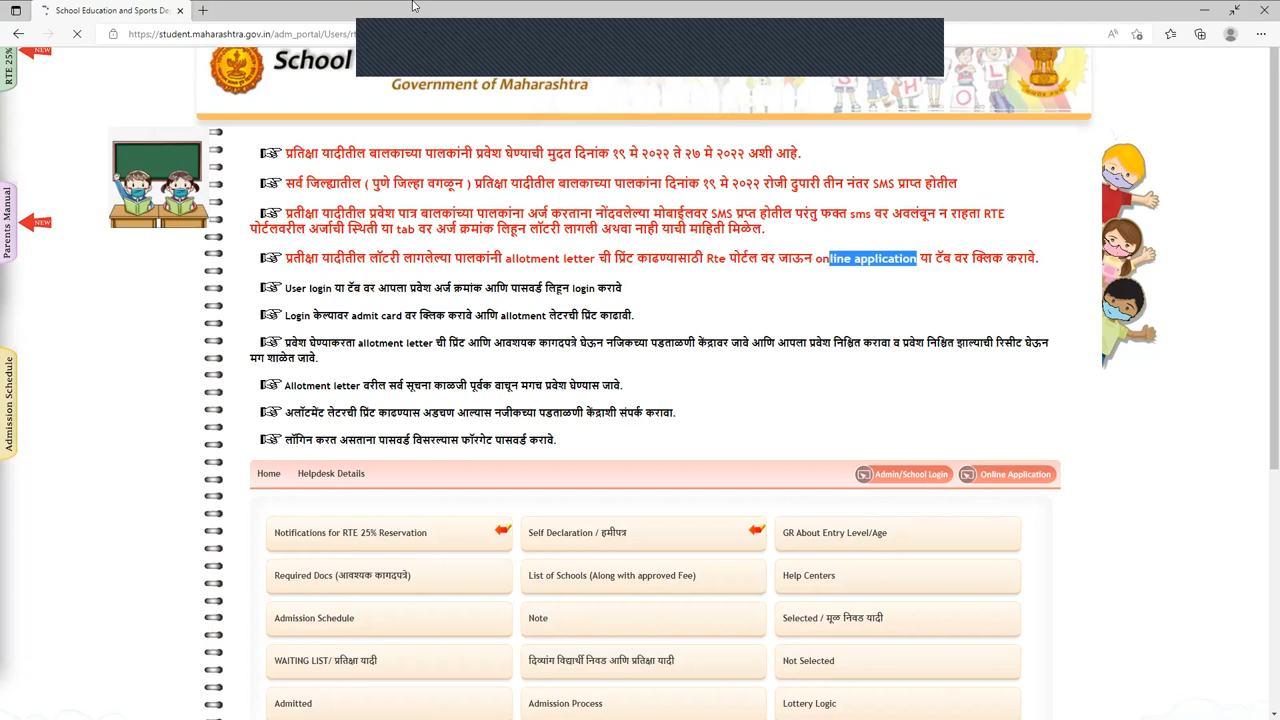 School Education and Sports De
https://student.maharashtra.gov.in/adm_portal/Users/rt
RTE 25%
NEW
School
Government of Maharashtra
प्रतिक्षा यादीतील बालकाच्या पालकांनी प्रवेश घेण्याची मुदत दिनांक १९ मे २०२२ ते २७ मे २०२२ अशी आहे.
सर्व जिल्ह्यातील ( पुणे जिल्हा वगळून ) प्रतिक्षा यादीतील बालकाच्या पालकांना दिनांक १९ मे २०२२ रोजी दुपारी तीन नंतर SMS प्राप्त होतील
प्रतीक्षा यादीतील प्रवेश पात्र बालकांच्या पालकांना अर्ज करताना नोंदवलेल्या मोबाईलवर SMS प्रप्त होतील परंतु फक्त sms वर अवलंबून न राहता RTE
पोर्टलवरील अर्जाची स्थिती या tab वर अर्ज क्रमांक लिहून लॉटरी लागली अथवा नाही याची माहिती मिळेल.
प्रतीक्षा यादीतील लॉटरी लागलेल्या पालकांनी allotment letter ची प्रिंट काढण्यासाठी Rte पोर्टल वर जाऊन online application या टॅब वर क्लिक करावे.
User login या टॅब वर आपला प्रवेश अर्ज क्रमांक आणि पासवर्ड लिहून login करावे
Login केल्यावर admit card वर क्लिक करावे आणि allotment लेटरची प्रिंट काढावी.
प्रवेश घेण्याकरता allotment letter ची प्रिंट आणि आवश्यक कागदपत्रे घेऊन नजिकच्या पडताळणी केंद्रावर जावे आणि आपला प्रवेश निश्चित करावा व प्रवेश निश्चित झाल्याची रिसीट घेऊन
मग शाळेत जावे.
Allotment letter वरील सर्व सूचना काळजी पूर्वक वाचून मगच प्रवेश घेण्यास जावे.
अलॉटमेंट लेटरची प्रिंट काढण्यास अडचण आल्यास नजीकच्या पडताळणी केंद्राशी संपर्क करावा.
लॉगिन करत असताना पासवर्ड विसरल्यास फॉरगेट पासवर्ड करावे.
Parents Manual
NEW
Admission Schedule
Home Helpdesk Details Admin/School Login Online Application
Notifications for RTE 25% Reservation Self Declaration / हमीपत्र GR About Entry Level/Age
Required Docs (आवश्यक कागदपत्रे) List of Schools (Along with approved Fee) Help Centers
Admission Schedule Note Selected / मूळ निवड यादी
WAITING LIST/ प्रतिक्षा यादी दिव्यांग विद्यार्थी निवड आणि प्रतिक्षा यादी Not Selected
Admitted Admission Process Lottery Logic